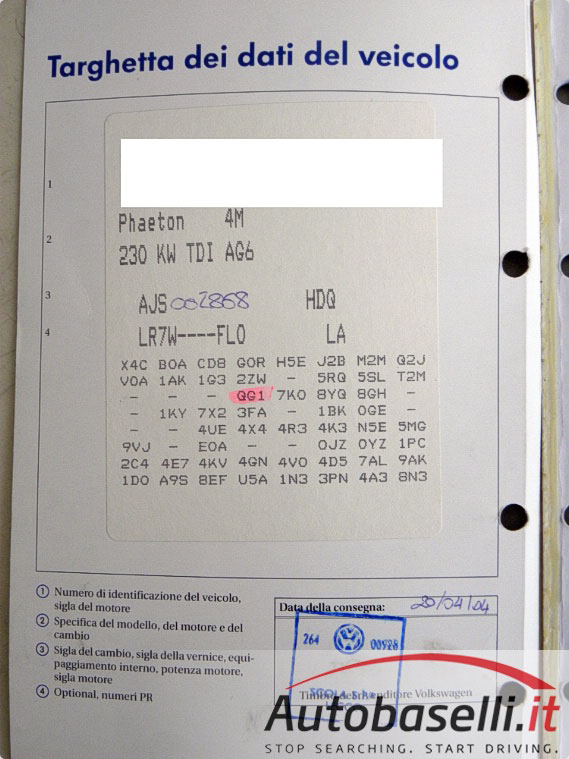 Targhetta dei dati del veicolo
1
Phaeton 4M
2
230 KW TDI AG6
3
AJS 002868 HDQ
4
LR7W----FL0 LA
X4C B0A CD8 G0R H5E J2B M2M Q2J
V0A 1AK 1G3 2ZW - 5RQ 5SL T2M
- - - QG1 7K0 8YQ 8GH -
- 1KY 7X2 3FA - 1BK 0GE -
- - 4UE 4X4 4R3 4K3 N5E 5MG
9VJ - E0A - - 0JZ 0YZ 1PC
2C4 4E7 4KV 4GN 4V0 4D5 7AL 9AK
1D0 A9S 8EF U5A 1N3 3PN 4A3 8N3
1 Numero di identificazione del veicolo,
sigla del motore
2 Specifica del modello, del motore e del
cambio
3 Sigla del cambio, sigla della vernice, equi-
paggiamento interno, potenza motore,
sigla motore
4 Optional, numeri PR
Data della consegna: 20/04/04
264 00928
Timbro del Venditore Volkswagen
Autobaselli.it
STOP SEARCHING. START DRIVING.